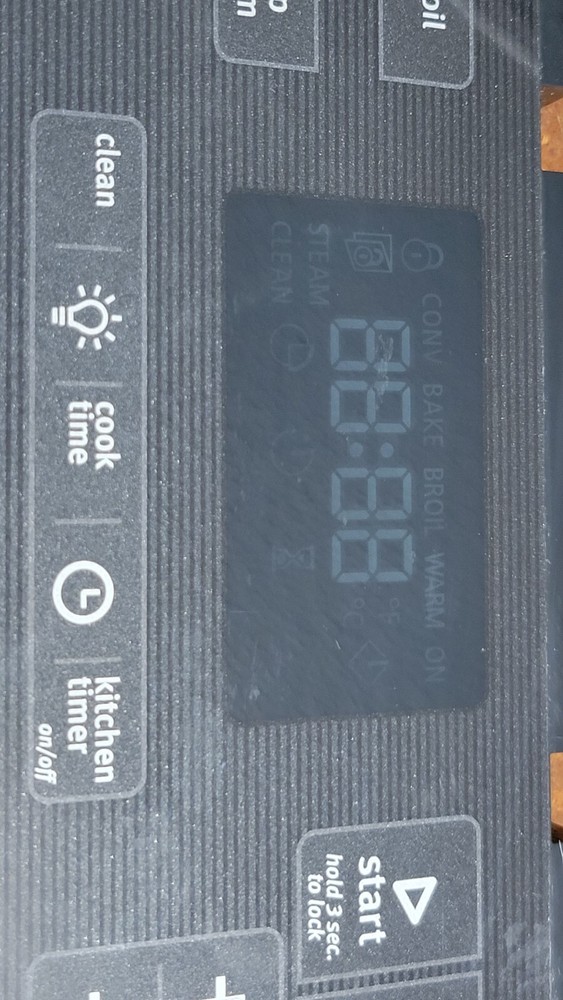 oil
CONV BAKE BROIL WARM ON
88:88
°F
°C
STEAM
CLEAN
clean
cook
time
kitchen
timer
on/off
start
hold 3 sec.
to lock
+